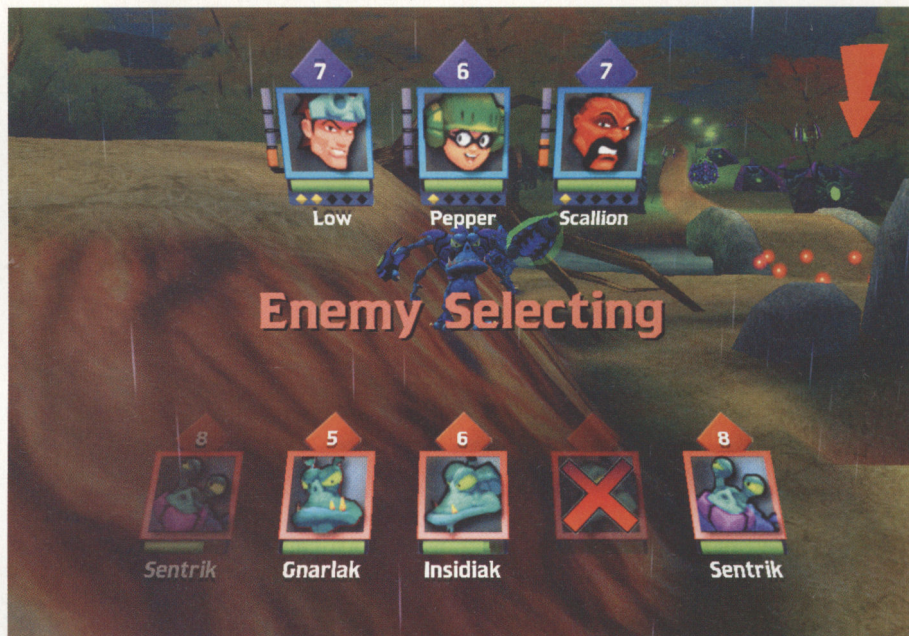 7 6 7
Low Pepper Scallion
Enemy Selecting
8 5 6 8
Sentrik Gnarlak Insidiak Sentrik